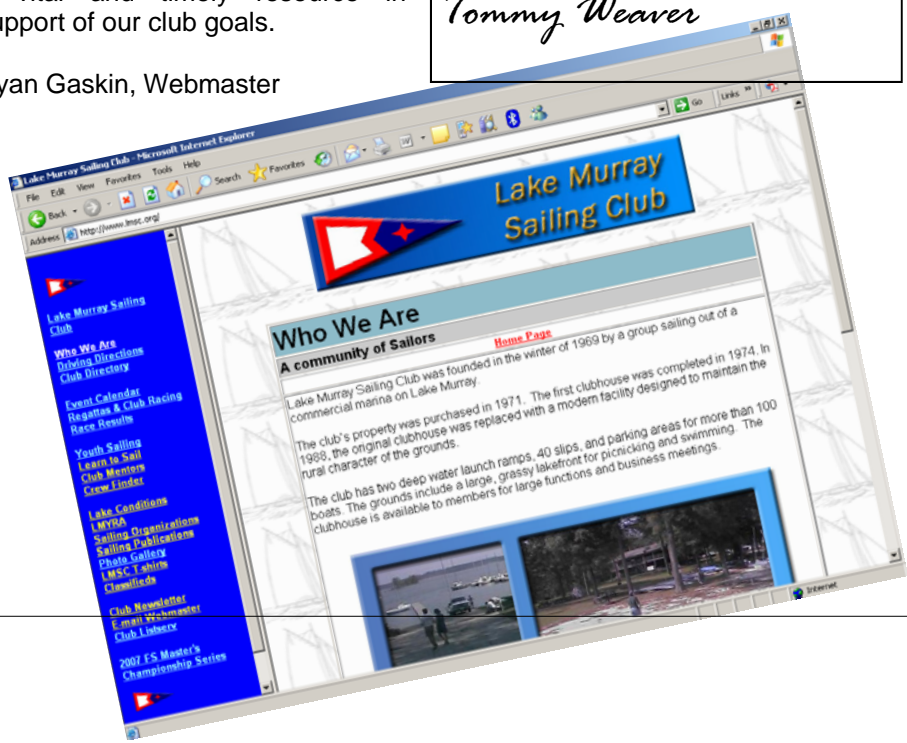 vital and timely resource in
support of our club goals.
Ryan Gaskin, Webmaster
Tommy Weaver
Lake Murray Sailing Club - Microsoft Internet Explorer
File Edit View Favorites Tools Help
Back Search Favorites
Address http://www.lmsc.org/ Go Links »
Lake Murray Sailing
Club
Who We Are
Driving Directions
Club Directory
Event Calendar
Regattas & Club Racing
Race Results
Youth Sailing
Learn to Sail
Club Mentors
Crew Finder
Lake Conditions
LMYRA
Sailing Organizations
Sailing Publications
Photo Gallery
LMSC T-shirts
Classifieds
Club Newsletter
E-mail Webmaster
Club Listserv
2007 FS Master's
Championship Series
Lake Murray
Sailing Club
Who We Are
A community of Sailors
Home Page
Lake Murray Sailing Club was founded in the winter of 1969 by a group sailing out of a
commercial marina on Lake Murray.
The club's property was purchased in 1971. The first clubhouse was completed in 1974. In
1988, the original clubhouse was replaced with a modern facility designed to maintain the
rural character of the grounds.
The club has two deep water launch ramps, 40 slips, and parking areas for more than 100
boats. The grounds include a large, grassy lakefront for picnicking and swimming. The
clubhouse is available to members for large functions and business meetings.
Internet